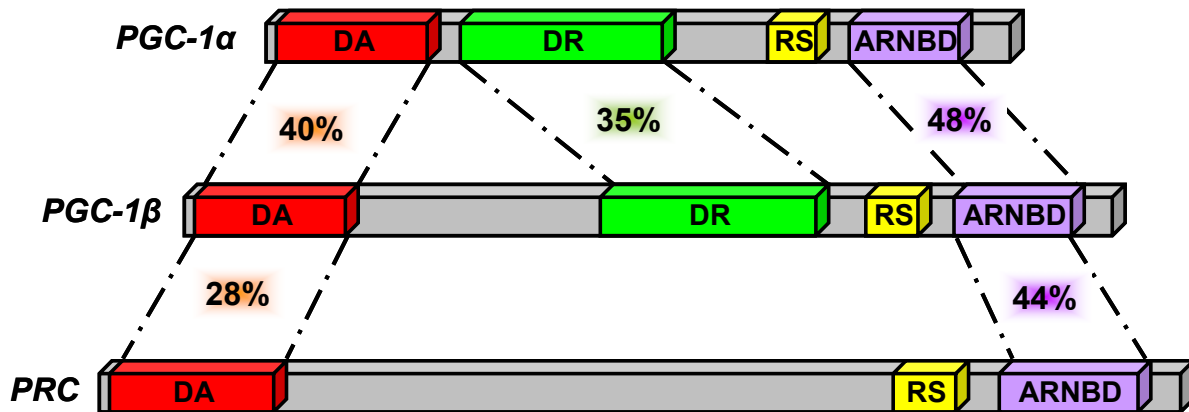 PGC-1α DA DR RS ARNBD
40% 35% 48%
PGC-1β DA DR RS ARNBD
28% 44%
PRC DA RS ARNBD